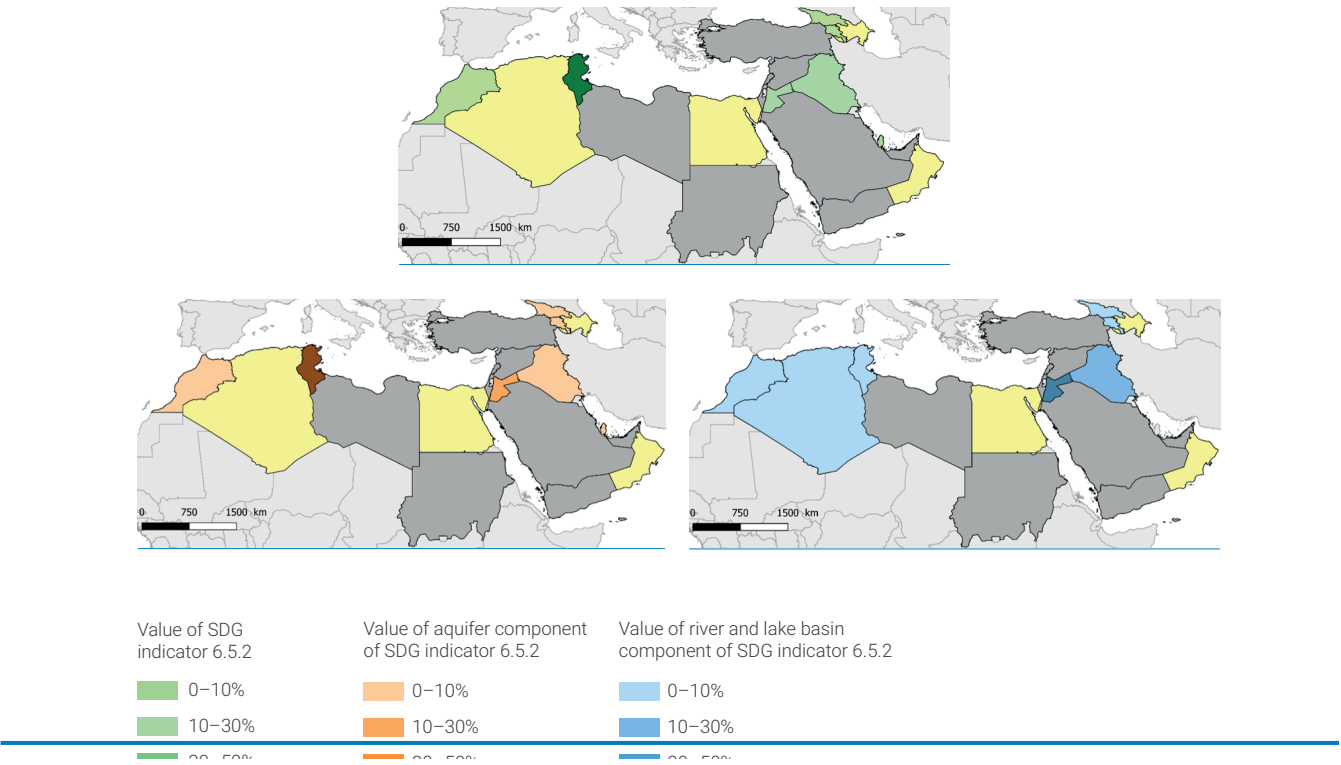 0 750 1500 km
0 750 1500 km
0 750 1500 km
Value of SDG
indicator 6.5.2
0–10%
10–30%
Value of aquifer component
of SDG indicator 6.5.2
0–10%
10–30%
Value of river and lake basin
component of SDG indicator 6.5.2
0–10%
10–30%